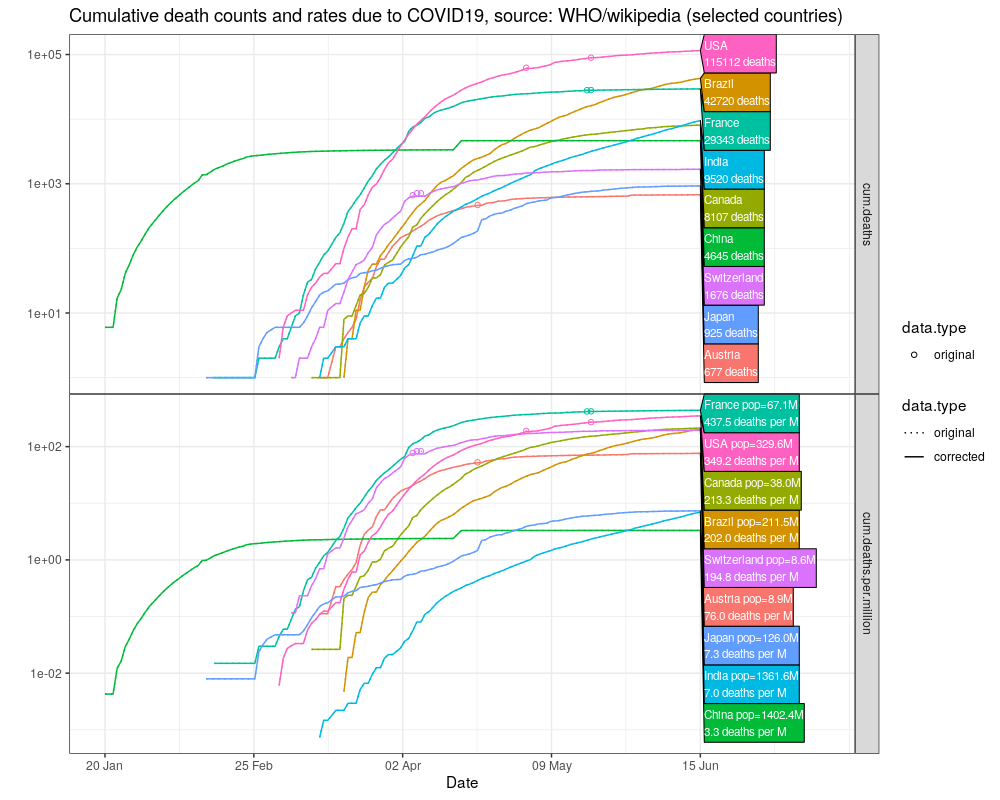 Cumulative death counts and rates due to COVID19, source: WHO/wikipedia (selected countries)
1e+05
1e+03
1e+01
USA
115112 deaths
Brazil
42720 deaths
France
29343 deaths
India
9520 deaths
Canada
8107 deaths
China
4645 deaths
Switzerland
1676 deaths
Japan
925 deaths
Austria
677 deaths
cum.deaths
1e+02
1e+00
1e-02
France pop=67.1M
437.5 deaths per M
USA pop=329.6M
349.2 deaths per M
Canada pop=38.0M
213.3 deaths per M
Brazil pop=211.5M
202.0 deaths per M
Switzerland pop=8.6M
194.8 deaths per M
Austria pop=8.9M
76.0 deaths per M
Japan pop=126.0M
7.3 deaths per M
India pop=1361.6M
7.0 deaths per M
China pop=1402.4M
3.3 deaths per M
cum.deaths.per.million
20 Jan
25 Feb
02 Apr
09 May
15 Jun
Date
data.type
original
data.type
original
corrected